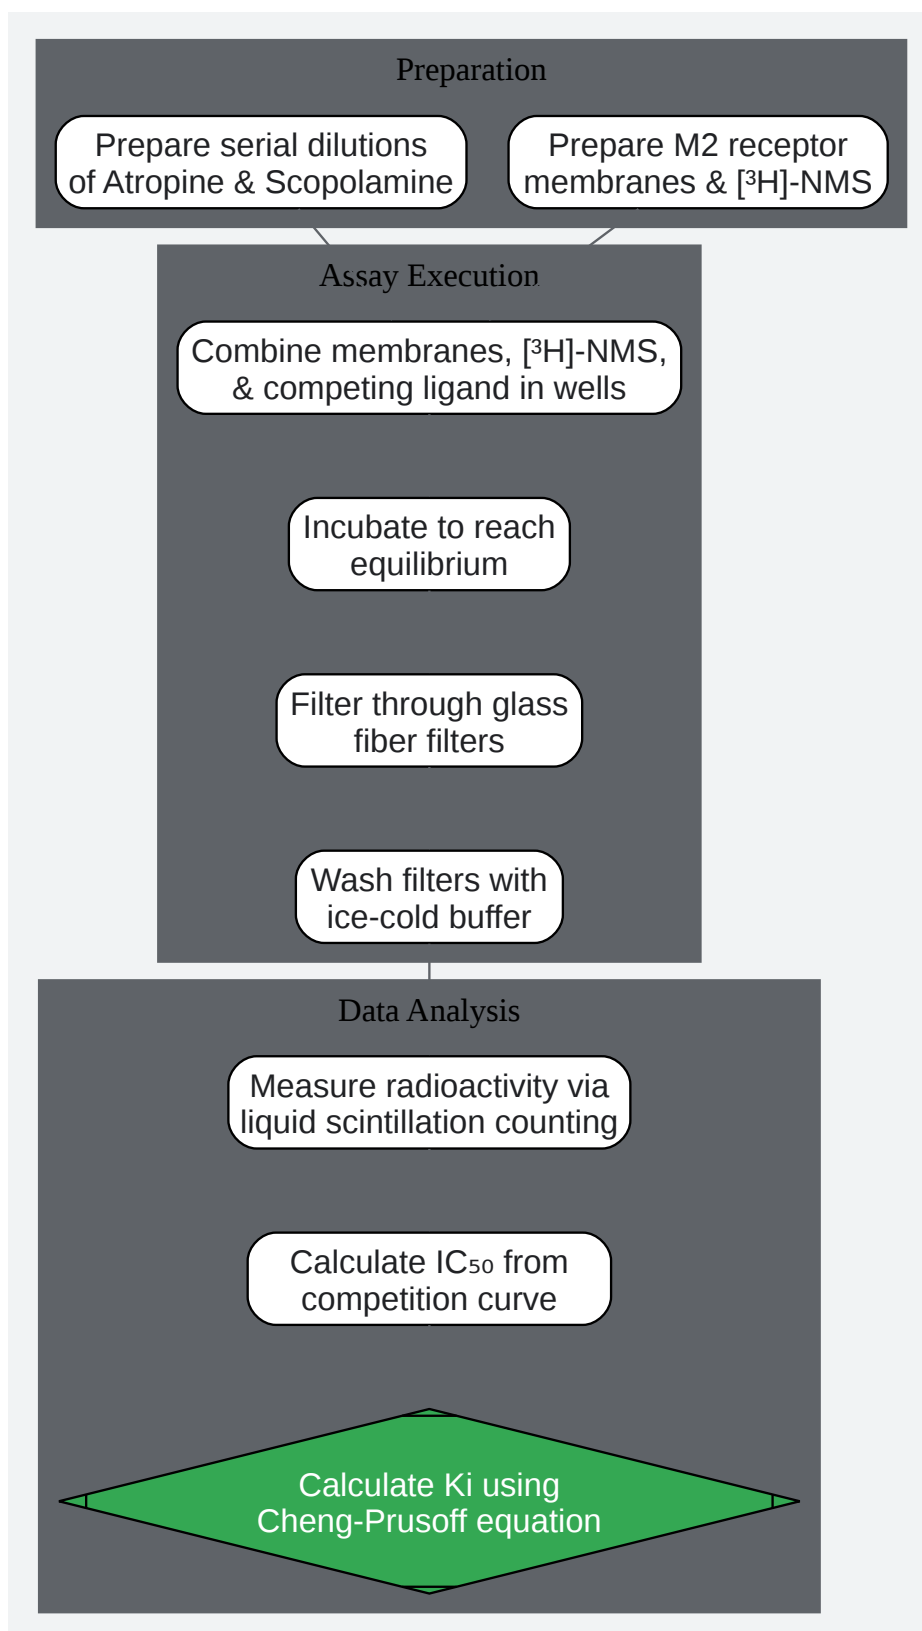 Preparation
Prepare serial dilutions
of Atropine & Scopolamine
Prepare M2 receptor
membranes & [³H]-NMS
Assay Execution
Combine membranes, [³H]-NMS,
& competing ligand in wells
Incubate to reach
equilibrium
Filter through glass
fiber filters
Wash filters with
ice-cold buffer
Data Analysis
Measure radioactivity via
liquid scintillation counting
Calculate IC₅₀ from
competition curve
Calculate Ki using
Cheng-Prusoff equation